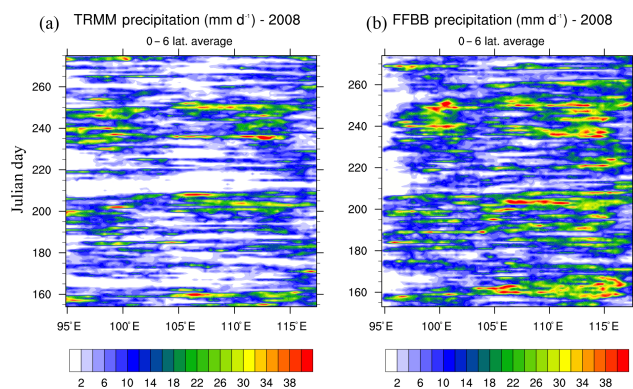 (a) TRMM precipitation (mm d⁻¹) - 2008
0 – 6 lat. average
Julian day
260
240
220
200
180
160
95°E 100°E 105°E 110°E 115°E
2 6 10 14 18 22 26 30 34 38
(b) FFBB precipitation (mm d⁻¹) - 2008
0 – 6 lat. average
260
240
220
200
180
160
95°E 100°E 105°E 110°E 115°E
2 6 10 14 18 22 26 30 34 38